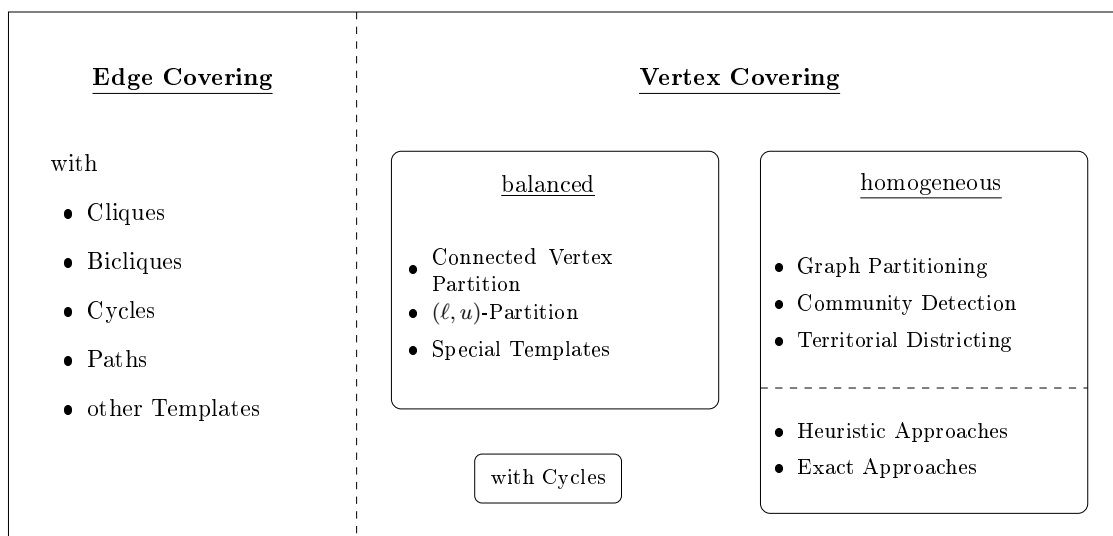 Edge Covering
with
• Cliques
• Bicliques
• Cycles
• Paths
• other Templates
Vertex Covering
balanced
• Connected Vertex
Partition
• (ℓ, u)-Partition
• Special Templates
with Cycles
homogeneous
• Graph Partitioning
• Community Detection
• Territorial Districting
• Heuristic Approaches
• Exact Approaches